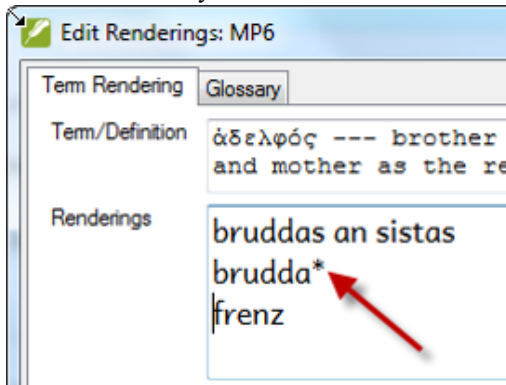 Edit Renderings: MP6
Term Rendering Glossary
Term/Definition
ἀδελφός --- brother
and mother as the
Renderings
bruddas an sistas
brudda*
frenz